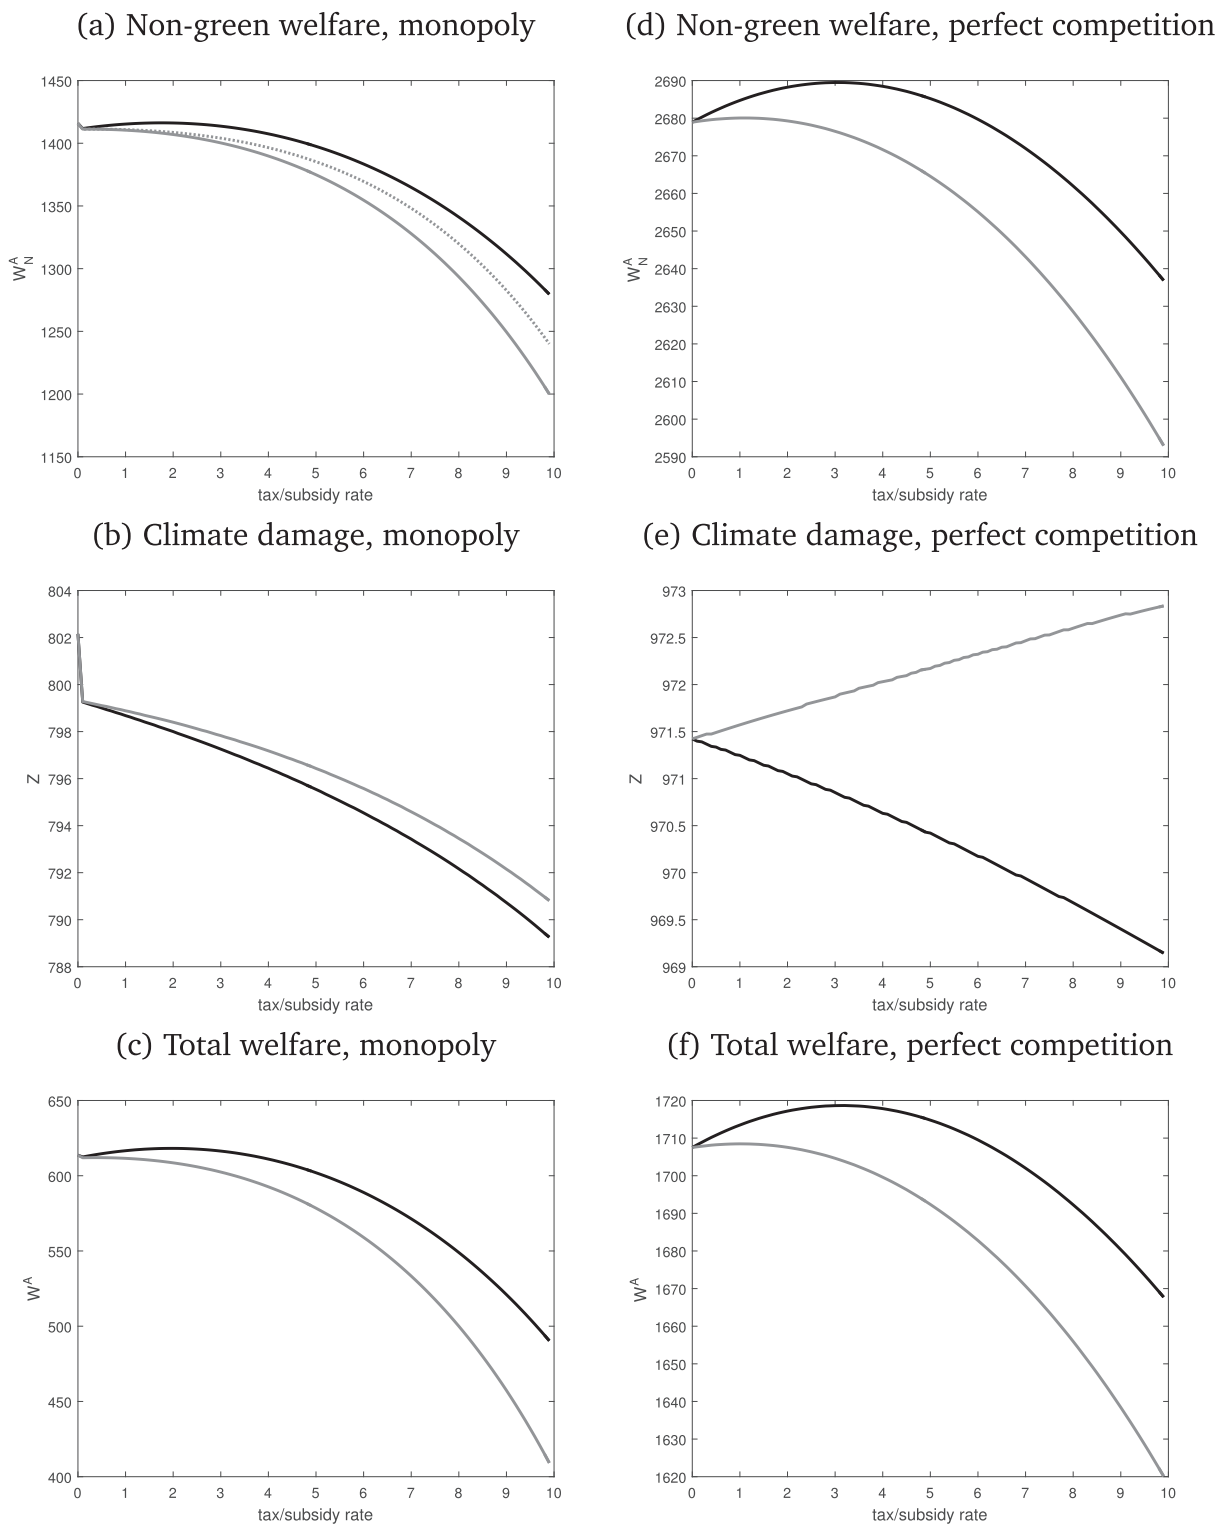 (a) Non-green welfare, monopoly
1450
1400
1350
1300
1250
1200
1150
W_N^A
0 1 2 3 4 5 6 7 8 9 10
tax/subsidy rate
(d) Non-green welfare, perfect competition
2690
2680
2670
2660
2650
2640
2620
2610
2600
2590
W_N^A
0 1 2 3 4 5 6 7 8 9 10
tax/subsidy rate
(b) Climate damage, monopoly
804
802
800
798
796
794
792
790
788
Z
0 1 2 3 4 5 6 7 8 9 10
tax/subsidy rate
(e) Climate damage, perfect competition
973
972.5
972
971.5
971
970.5
970
969.5
969
Z
0 1 2 3 4 5 6 7 8 9 10
tax/subsidy rate
(c) Total welfare, monopoly
650
600
550
500
450
400
W^A
0 1 2 3 4 5 6 7 8 9 10
tax/subsidy rate
(f) Total welfare, perfect competition
1720
1710
1700
1690
1680
1670
1660
1650
1640
1630
1620
W^A
0 1 2 3 4 5 6 7 8 9 10
tax/subsidy rate